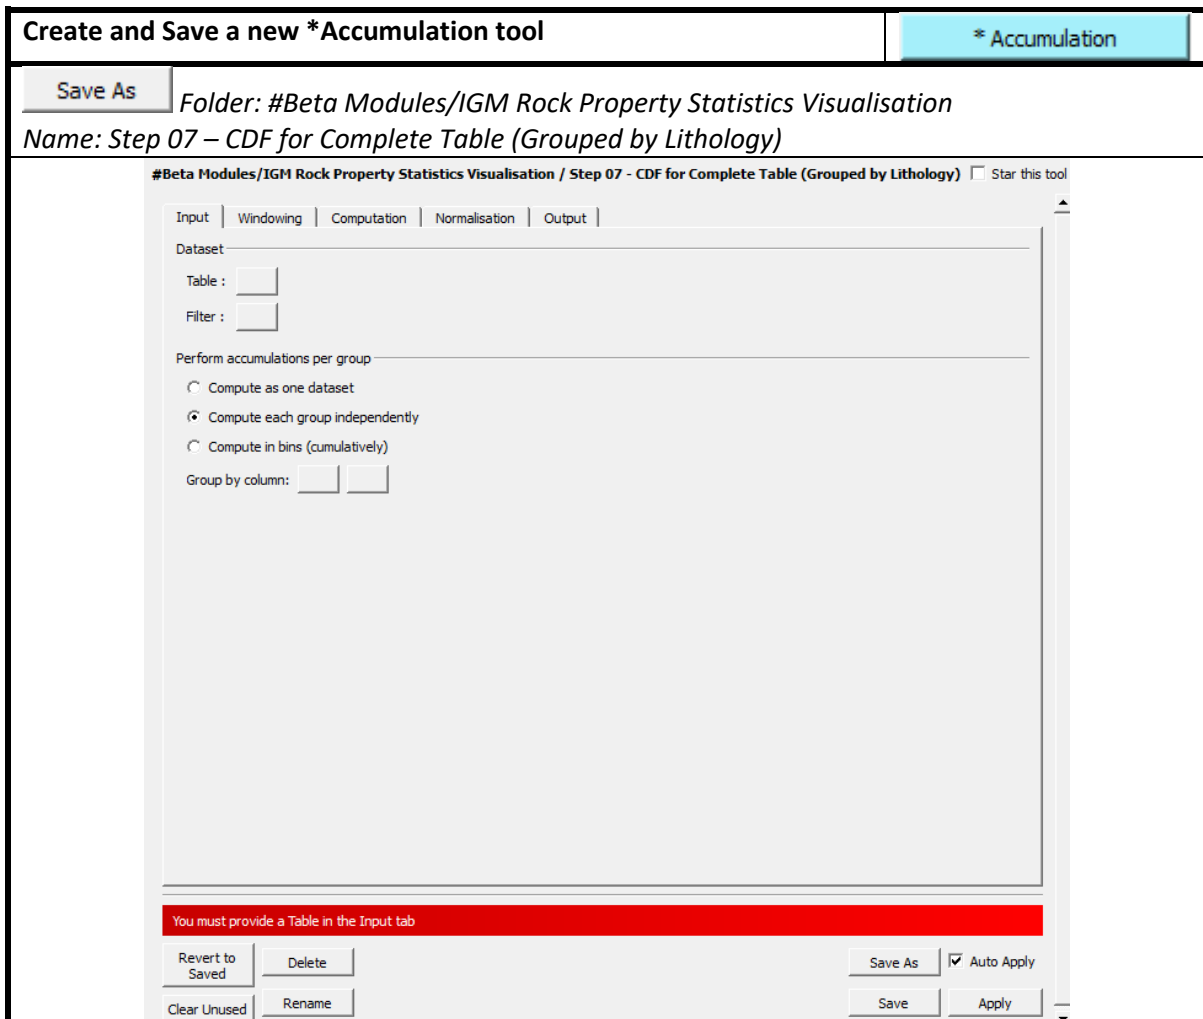 Create and Save a new *Accumulation tool
* Accumulation
Save As Folder: #Beta Modules/IGM Rock Property Statistics Visualisation
Name: Step 07 – CDF for Complete Table (Grouped by Lithology)
#Beta Modules/IGM Rock Property Statistics Visualisation / Step 07 - CDF for Complete Table (Grouped by Lithology) Star this tool
Input Windowing Computation Normalisation Output
Dataset
Table :
Filter :
Perform accumulations per group
Compute as one dataset
Compute each group independently
Compute in bins (cumulatively)
Group by column:
You must provide a Table in the Input tab
Revert to
Saved
Delete
Save As
Auto Apply
Clear Unused
Rename
Save
Apply